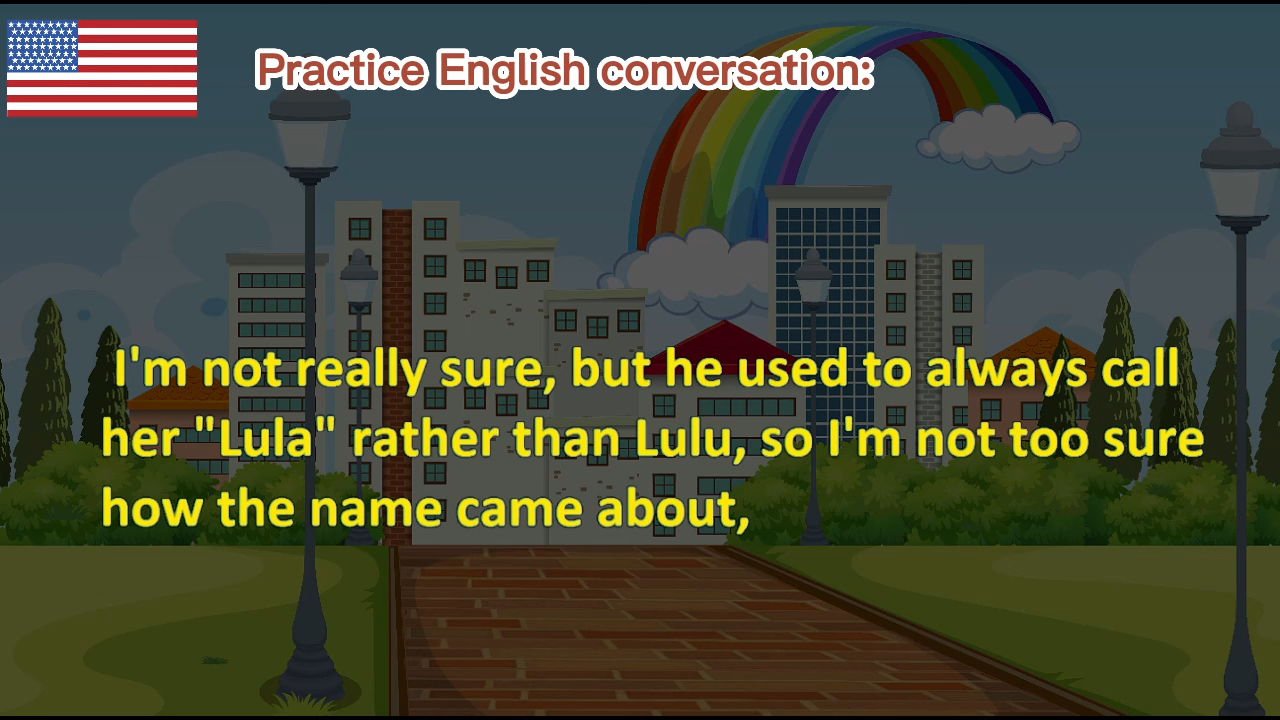 Practice English conversation:
I'm not really sure, but he used to always call
her "Lula" rather than Lulu, so I'm not too sure
how the name came about,